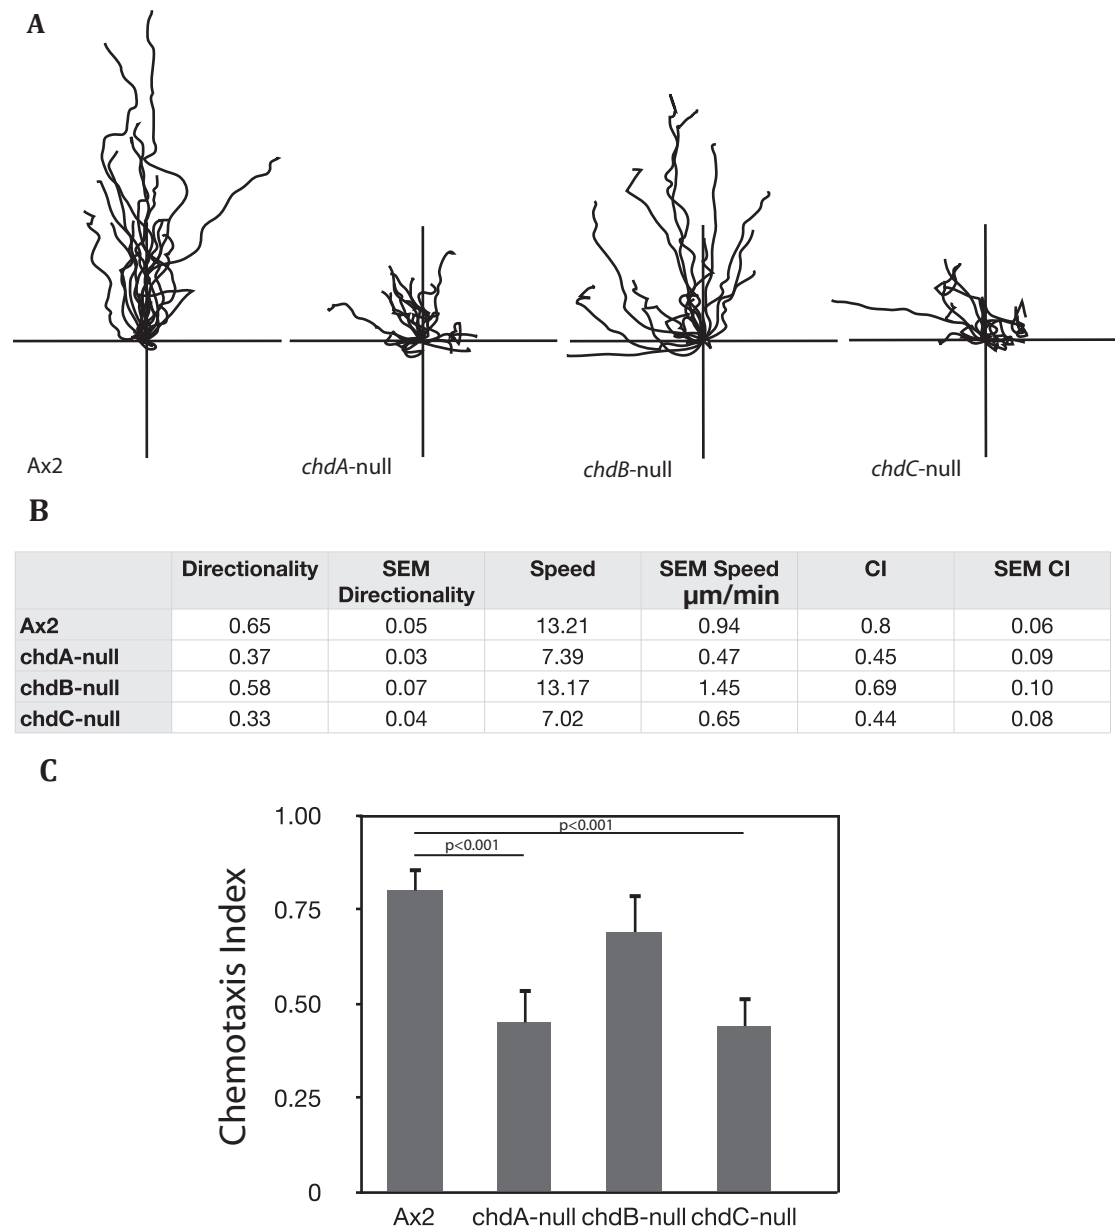 A
Ax2
chdA-null
chdB-null
chdC-null
B
Directionality SEM Directionality Speed SEM Speed µm/min CI SEM CI
Ax2 0.65 0.05 13.21 0.94 0.8 0.06
chdA-null 0.37 0.03 7.39 0.47 0.45 0.09
chdB-null 0.58 0.07 13.17 1.45 0.69 0.10
chdC-null 0.33 0.04 7.02 0.65 0.44 0.08
C
Chemotaxis Index
1.00
0.75
0.50
0.25
0
p<0.001
p<0.001
Ax2 chdA-null chdB-null chdC-null